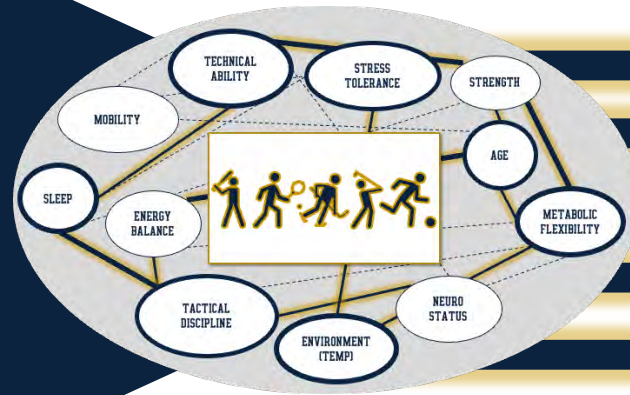 TECHNICAL
ABILITY
STRESS
TOLERANCE
STRENGTH
MOBILITY
AGE
SLEEP
ENERGY
BALANCE
METABOLIC
FLEXIBILITY
TACTICAL
DISCIPLINE
NEURO
STATUS
ENVIRONMENT
(TEMP)